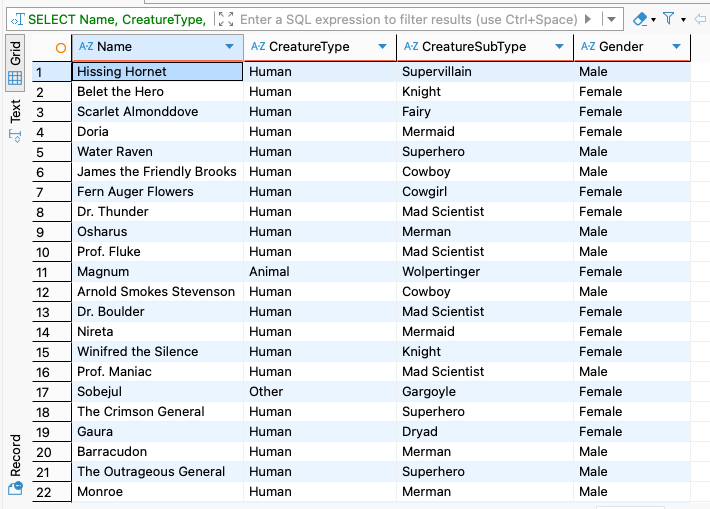 SELECT Name, CreatureType, Enter a SQL expression to filter results (use Ctrl+Space)
Grid
Text
Record
A-Z Name A-Z CreatureType A-Z CreatureSubType A-Z Gender
1 Hissing Hornet Human Supervillain Male
2 Belet the Hero Human Knight Female
3 Scarlet Almonddove Human Fairy Female
4 Doria Human Mermaid Female
5 Water Raven Human Superhero Male
6 James the Friendly Brooks Human Cowboy Male
7 Fern Auger Flowers Human Cowgirl Female
8 Dr. Thunder Human Mad Scientist Female
9 Osharus Human Merman Male
10 Prof. Fluke Human Mad Scientist Male
11 Magnum Animal Wolpertinger Female
12 Arnold Smokes Stevenson Human Cowboy Male
13 Dr. Boulder Human Mad Scientist Female
14 Nireta Human Mermaid Female
15 Winifred the Silence Human Knight Female
16 Prof. Maniac Human Mad Scientist Male
17 Sobejul Other Gargoyle Female
18 The Crimson General Human Superhero Female
19 Gaura Human Dryad Female
20 Barracudon Human Merman Male
21 The Outrageous General Human Superhero Male
22 Monroe Human Merman Male